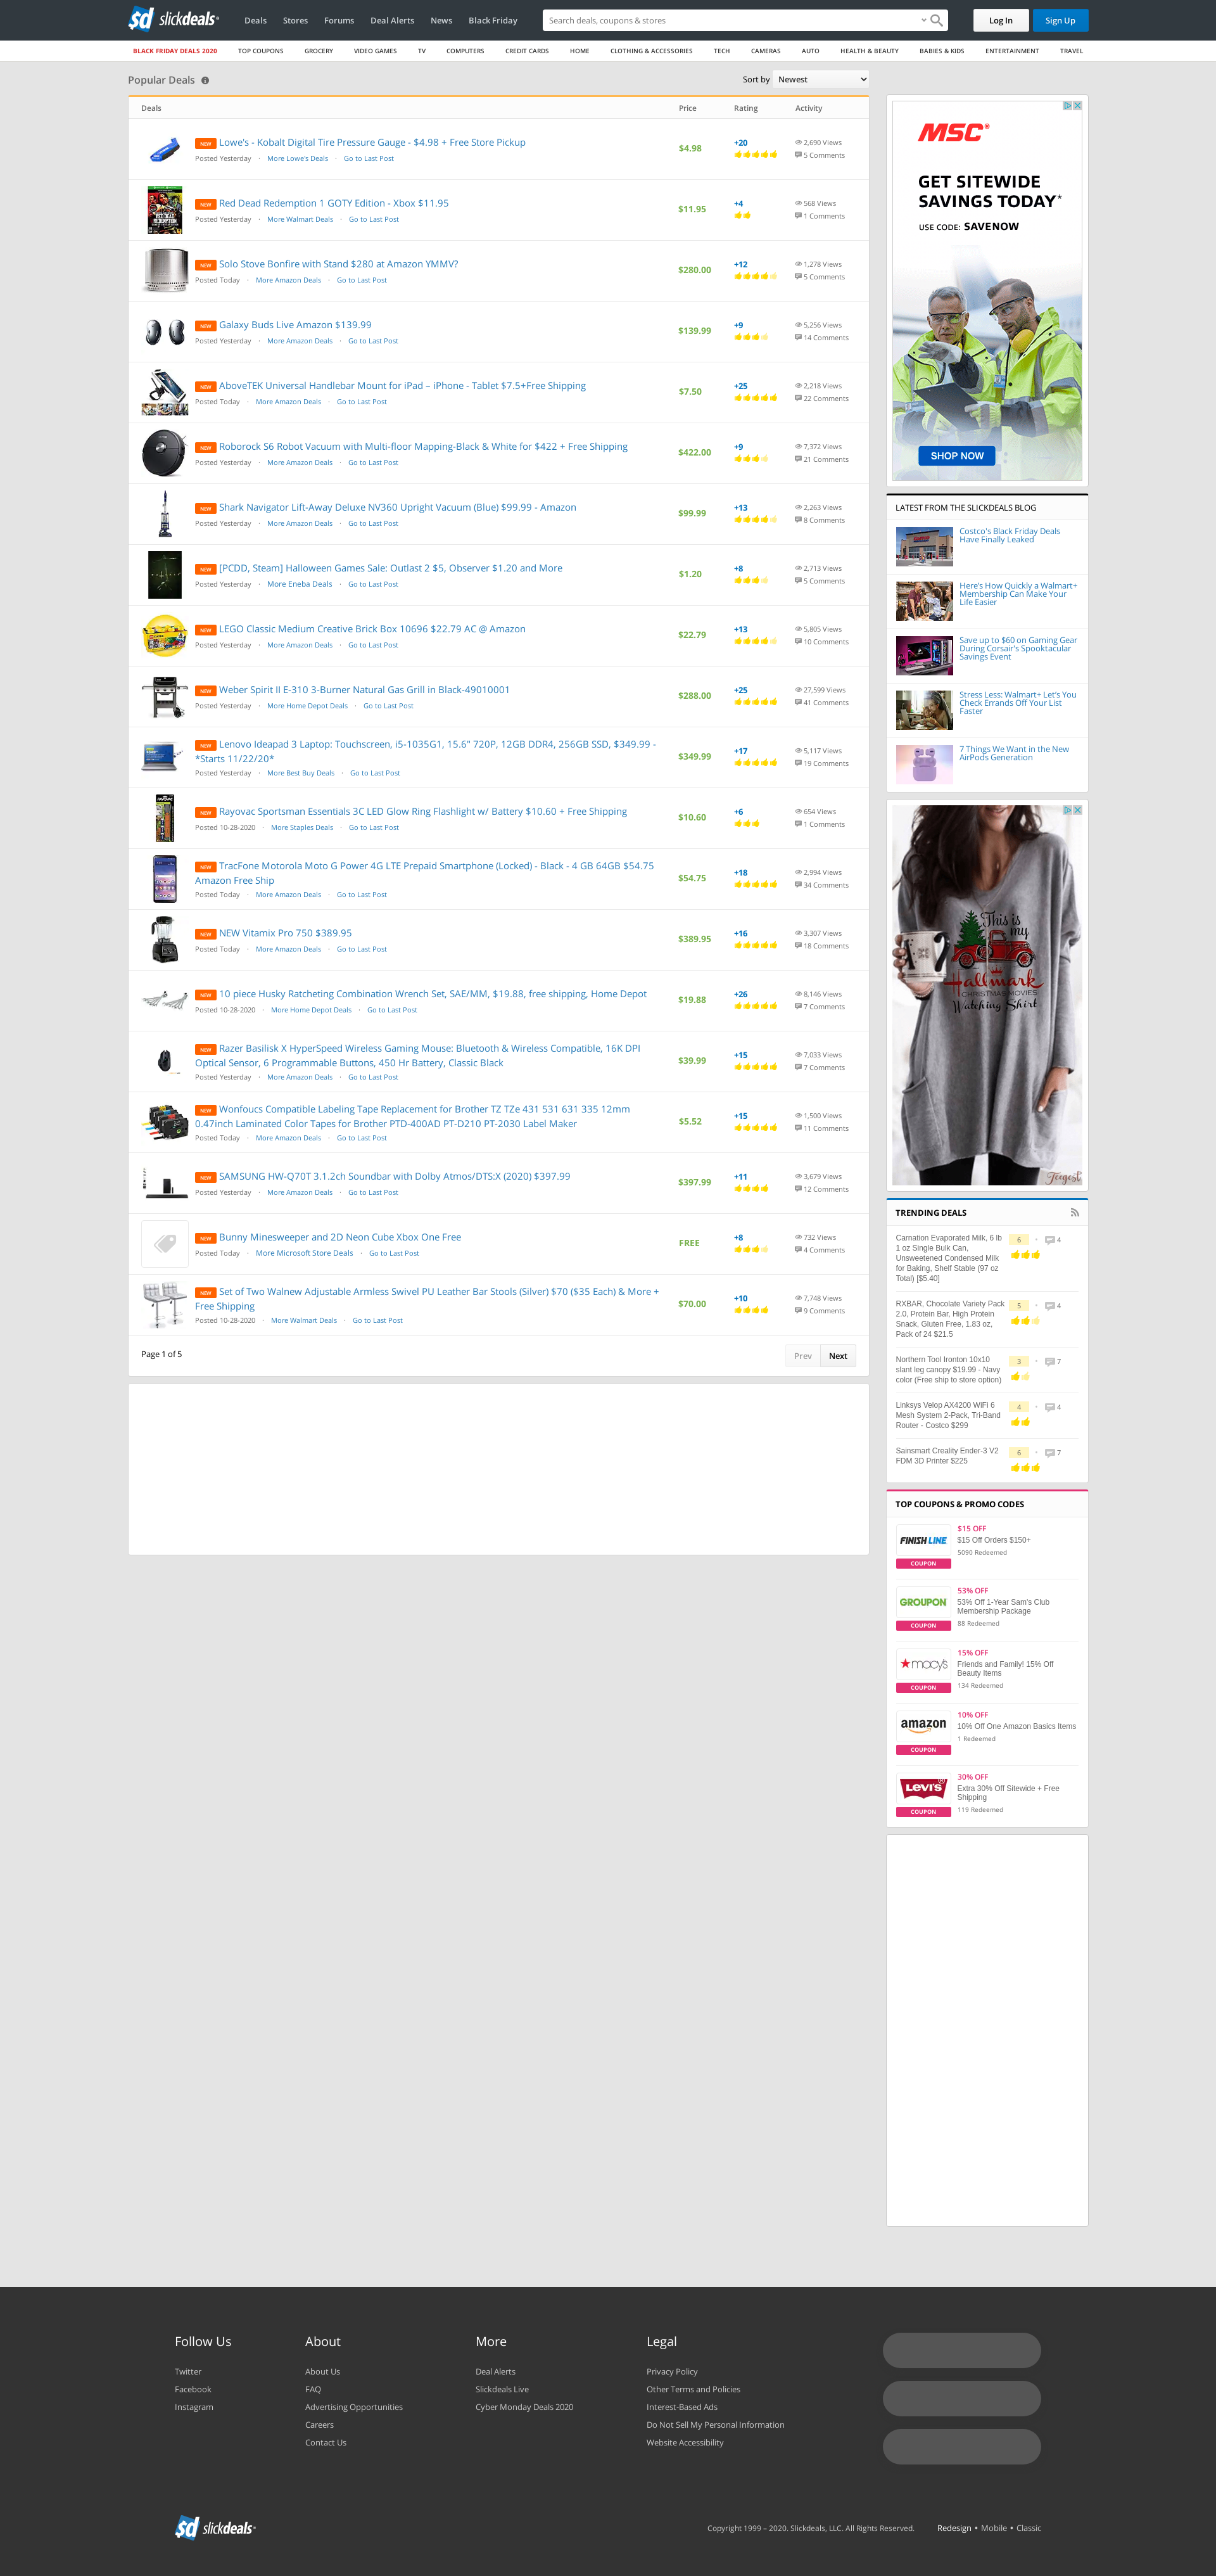 sd slickdeals
Deals Stores Forums Deal Alerts News Black Friday
Search deals, coupons & stores
Log In Sign Up
BLACK FRIDAY DEALS 2020 TOP COUPONS GROCERY VIDEO GAMES TV COMPUTERS CREDIT CARDS HOME CLOTHING & ACCESSORIES TECH CAMERAS AUTO HEALTH & BEAUTY BABIES & KIDS ENTERTAINMENT TRAVEL
Popular Deals
Sort by Newest
Deals Price Rating Activity
NEW Lowe's - Kobalt Digital Tire Pressure Gauge - $4.98 + Free Store Pickup
Posted Yesterday · More Lowe's Deals · Go to Last Post
$4.98
+20
2,690 Views
5 Comments
NEW Red Dead Redemption 1 GOTY Edition - Xbox $11.95
Posted Yesterday · More Walmart Deals · Go to Last Post
$11.95
+4
568 Views
1 Comments
NEW Solo Stove Bonfire with Stand $280 at Amazon YMMV?
Posted Today · More Amazon Deals · Go to Last Post
$280.00
+12
1,278 Views
5 Comments
NEW Galaxy Buds Live Amazon $139.99
Posted Yesterday · More Amazon Deals · Go to Last Post
$139.99
+9
5,256 Views
14 Comments
NEW AboveTEK Universal Handlebar Mount for iPad – iPhone - Tablet $7.5+Free Shipping
Posted Today · More Amazon Deals · Go to Last Post
$7.50
+25
2,218 Views
22 Comments
NEW Roborock S6 Robot Vacuum with Multi-floor Mapping-Black & White for $422 + Free Shipping
Posted Yesterday · More Amazon Deals · Go to Last Post
$422.00
+9
7,372 Views
21 Comments
NEW Shark Navigator Lift-Away Deluxe NV360 Upright Vacuum (Blue) $99.99 - Amazon
Posted Yesterday · More Amazon Deals · Go to Last Post
$99.99
+13
2,263 Views
8 Comments
NEW [PCDD, Steam] Halloween Games Sale: Outlast 2 $5, Observer $1.20 and More
Posted Yesterday · More Eneba Deals · Go to Last Post
$1.20
+8
2,713 Views
5 Comments
NEW LEGO Classic Medium Creative Brick Box 10696 $22.79 AC @ Amazon
Posted Yesterday · More Amazon Deals · Go to Last Post
$22.79
+13
5,805 Views
10 Comments
NEW Weber Spirit II E-310 3-Burner Natural Gas Grill in Black-49010001
Posted Yesterday · More Home Depot Deals · Go to Last Post
$288.00
+25
27,599 Views
41 Comments
NEW Lenovo Ideapad 3 Laptop: Touchscreen, i5-1035G1, 15.6" 720P, 12GB DDR4, 256GB SSD, $349.99 -
*Starts 11/22/20*
Posted Yesterday · More Best Buy Deals · Go to Last Post
$349.99
+17
5,117 Views
19 Comments
NEW Rayovac Sportsman Essentials 3C LED Glow Ring Flashlight w/ Battery $10.60 + Free Shipping
Posted 10-28-2020 · More Staples Deals · Go to Last Post
$10.60
+6
654 Views
1 Comments
NEW TracFone Motorola Moto G Power 4G LTE Prepaid Smartphone (Locked) - Black - 4 GB 64GB $54.75
Amazon Free Ship
Posted Today · More Amazon Deals · Go to Last Post
$54.75
+18
2,994 Views
34 Comments
NEW NEW Vitamix Pro 750 $389.95
Posted Today · More Amazon Deals · Go to Last Post
$389.95
+16
3,307 Views
18 Comments
NEW 10 piece Husky Ratcheting Combination Wrench Set, SAE/MM, $19.88, free shipping, Home Depot
Posted 10-28-2020 · More Home Depot Deals · Go to Last Post
$19.88
+26
8,146 Views
7 Comments
NEW Razer Basilisk X HyperSpeed Wireless Gaming Mouse: Bluetooth & Wireless Compatible, 16K DPI
Optical Sensor, 6 Programmable Buttons, 450 Hr Battery, Classic Black
Posted Yesterday · More Amazon Deals · Go to Last Post
$39.99
+15
7,033 Views
7 Comments
NEW Wonfoucs Compatible Labeling Tape Replacement for Brother TZ TZe 431 531 631 335 12mm
0.47inch Laminated Color Tapes for Brother PTD-400AD PT-D210 PT-2030 Label Maker
Posted Today · More Amazon Deals · Go to Last Post
$5.52
+15
1,500 Views
11 Comments
NEW SAMSUNG HW-Q70T 3.1.2ch Soundbar with Dolby Atmos/DTS:X (2020) $397.99
Posted Yesterday · More Amazon Deals · Go to Last Post
$397.99
+11
3,679 Views
12 Comments
NEW Bunny Minesweeper and 2D Neon Cube Xbox One Free
Posted Today · More Microsoft Store Deals · Go to Last Post
FREE
+8
732 Views
4 Comments
NEW Set of Two Walnew Adjustable Armless Swivel PU Leather Bar Stools (Silver) $70 ($35 Each) & More +
Free Shipping
Posted 10-28-2020 · More Walmart Deals · Go to Last Post
$70.00
+10
7,748 Views
9 Comments
Page 1 of 5
Prev Next
MSC
GET SITEWIDE
SAVINGS TODAY*
USE CODE: SAVENOW
SHOP NOW
LATEST FROM THE SLICKDEALS BLOG
Costco's Black Friday Deals
Have Finally Leaked
Here's How Quickly a Walmart+
Membership Can Make Your
Life Easier
Save up to $60 on Gaming Gear
During Corsair's Spooktacular
Savings Event
Stress Less: Walmart+ Let's You
Check Errands Off Your List
Faster
7 Things We Want in the New
AirPods Generation
This is
my
Hallmark
CHRISTMAS MOVIES
Watching Shirt
TRENDING DEALS
Carnation Evaporated Milk, 6 lb
1 oz Single Bulk Can,
Unsweetened Condensed Milk
for Baking, Shelf Stable (97 oz
Total) [$5.40]
6 4
RXBAR, Chocolate Variety Pack
2.0, Protein Bar, High Protein
Snack, Gluten Free, 1.83 oz,
Pack of 24 $21.5
5 4
Northern Tool Ironton 10x10
slant leg canopy $19.99 - Navy
color (Free ship to store option)
3 7
Linksys Velop AX4200 WiFi 6
Mesh System 2-Pack, Tri-Band
Router - Costco $299
4 4
Sainsmart Creality Ender-3 V2
FDM 3D Printer $225
6 7
TOP COUPONS & PROMO CODES
FINISH LINE
COUPON
$15 OFF
$15 Off Orders $150+
5090 Redeemed
GROUPON
COUPON
53% OFF
53% Off 1-Year Sam's Club
Membership Package
88 Redeemed
macy's
COUPON
15% OFF
Friends and Family! 15% Off
Beauty Items
134 Redeemed
amazon
COUPON
10% OFF
10% Off One Amazon Basics Items
1 Redeemed
LEVI'S
COUPON
30% OFF
Extra 30% Off Sitewide + Free
Shipping
119 Redeemed
Follow Us
Twitter
Facebook
Instagram
About
About Us
FAQ
Advertising Opportunities
Careers
Contact Us
More
Deal Alerts
Slickdeals Live
Cyber Monday Deals 2020
Legal
Privacy Policy
Other Terms and Policies
Interest-Based Ads
Do Not Sell My Personal Information
Website Accessibility
sd slickdeals
Copyright 1999 – 2020. Slickdeals, LLC. All Rights Reserved. Redesign • Mobile • Classic